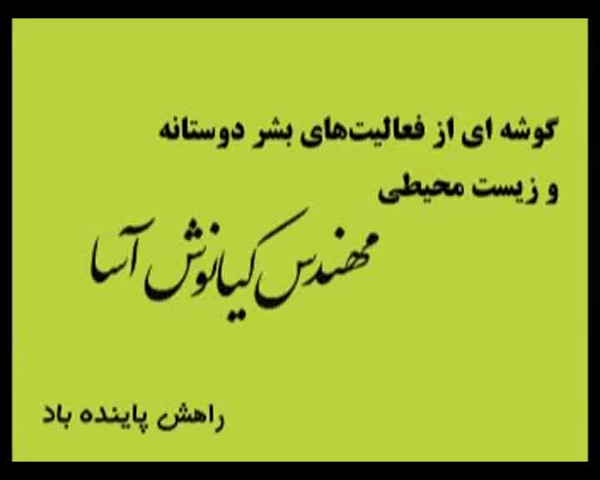 گوشه ای از فعالیت‌های بشر دوستانه
و زیست محیطی
مهندس کیانوش آسا
راهش پاینده باد